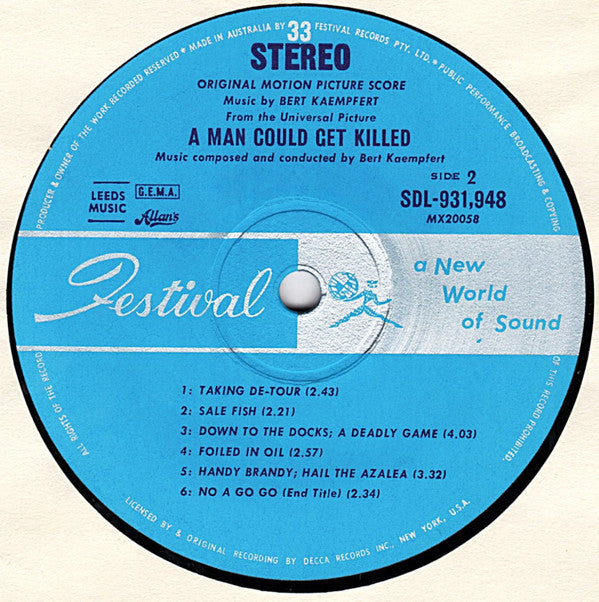 PRODUCER & OWNER OF THE WORK RECORDED RESERVED * MADE IN AUSTRALIA BY FESTIVAL RECORDS PTY. LTD. * PUBLIC PERFORMANCE BROADCASTING & COPYING
33
STEREO
ORIGINAL MOTION PICTURE SCORE
Music by BERT KAEMPFERT
From the Universal Picture
A MAN COULD GET KILLED
Music composed and conducted by Bert Kaempfert
SIDE 2
LEEDS MUSIC
G.E.M.A.
Allan's
SDL-931,948
MX20058
Festival
a New
World
of Sound
1: TAKING DE-TOUR (2.43)
2: SALE FISH (2.21)
3: DOWN TO THE DOCKS; A DEADLY GAME (4.03)
4: FOILED IN OIL (2.57)
5: HANDY BRANDY; HAIL THE AZALEA (3.32)
6: NO A GO GO (End Title) (2.34)
ALL RIGHTS OF THE RECORD
OF THIS RECORD PROHIBITED.
LICENSED BY & ORIGINAL RECORDING BY DECCA RECORDS INC., NEW YORK, U.S.A.